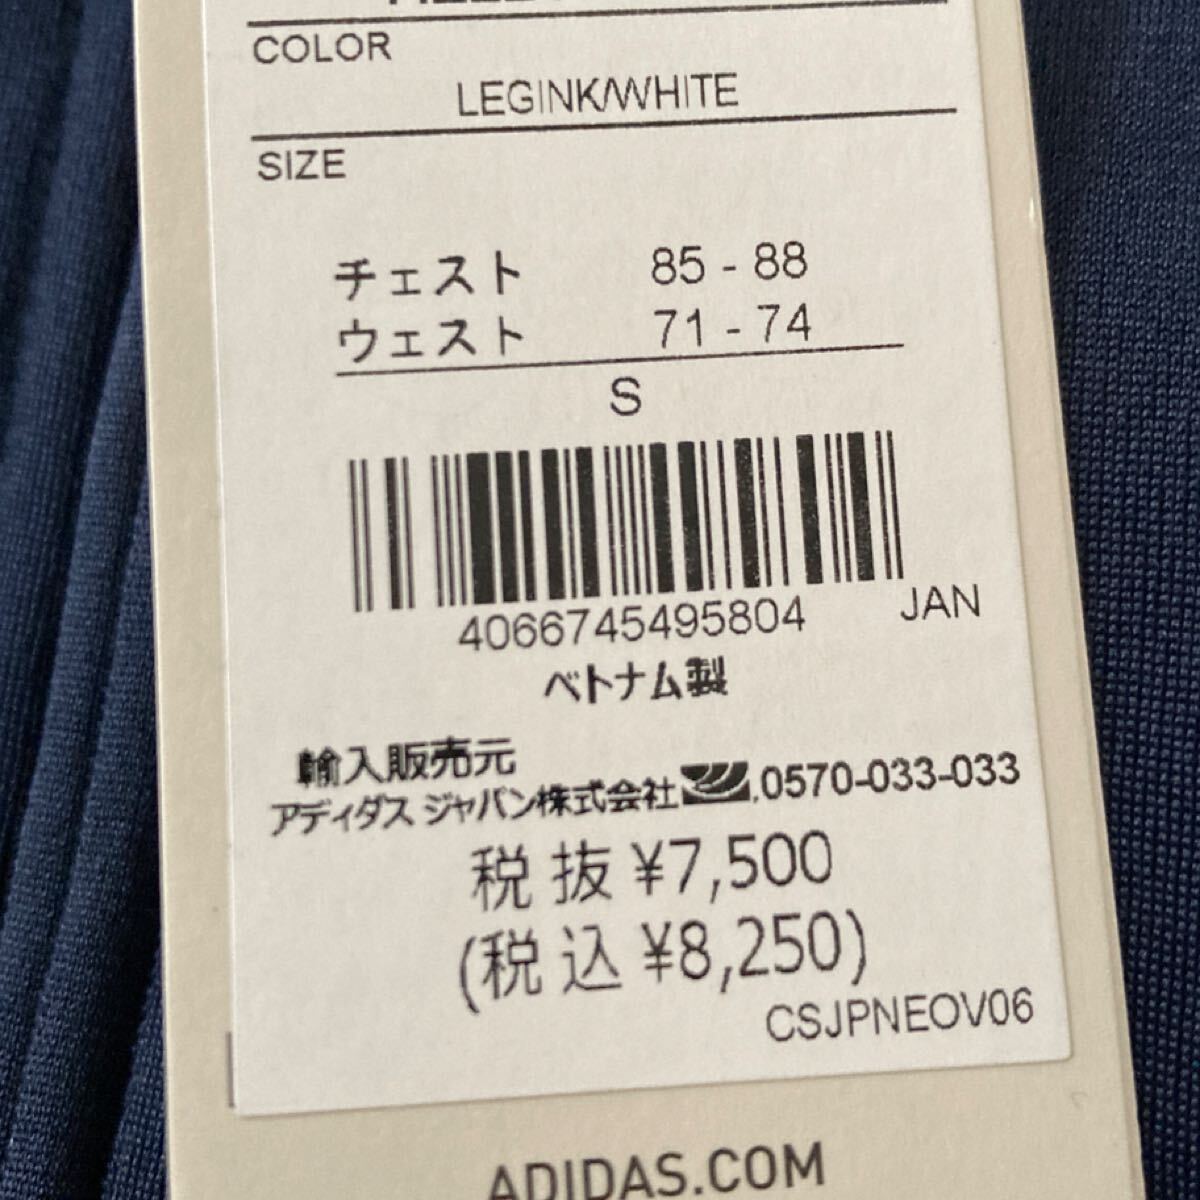 COLOR
LEGINK/WHITE
SIZE
チェスト 85 - 88
ウェスト 71 - 74
S
4066745495804 JAN
ベトナム製
輸入販売元
アディダス ジャパン株式会社 0570-033-033
税抜 ¥7,500
(税込 ¥8,250)
CSJPNEOV06
ADIDAS.COM